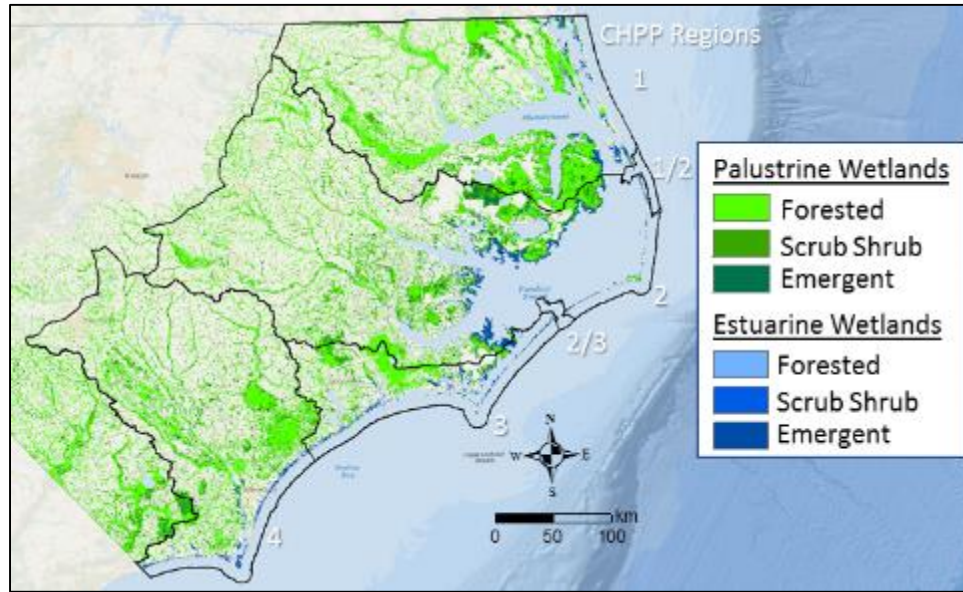 CHPP Regions
1
1/2
2
2/3
3
4
Palustrine Wetlands
Forested
Scrub Shrub
Emergent
Estuarine Wetlands
Forested
Scrub Shrub
Emergent
N
W E
S
km
0 50 100